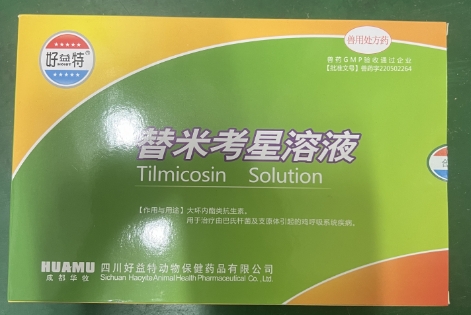 好益特
兽用处方药
兽药GMP验收通过企业
【批准文号】兽药字220502264
替米考星溶液
Tilmicosin Solution
【作用与用途】大环内酯类抗生素。
用于治疗由巴氏杆菌及支原体引起的鸡呼吸系统疾病。
HUAMU
成都华牧
四川好益特动物保健药品有限公司
Sichuan Haoyite Animal Health Pharmaceutical Co., Ltd.